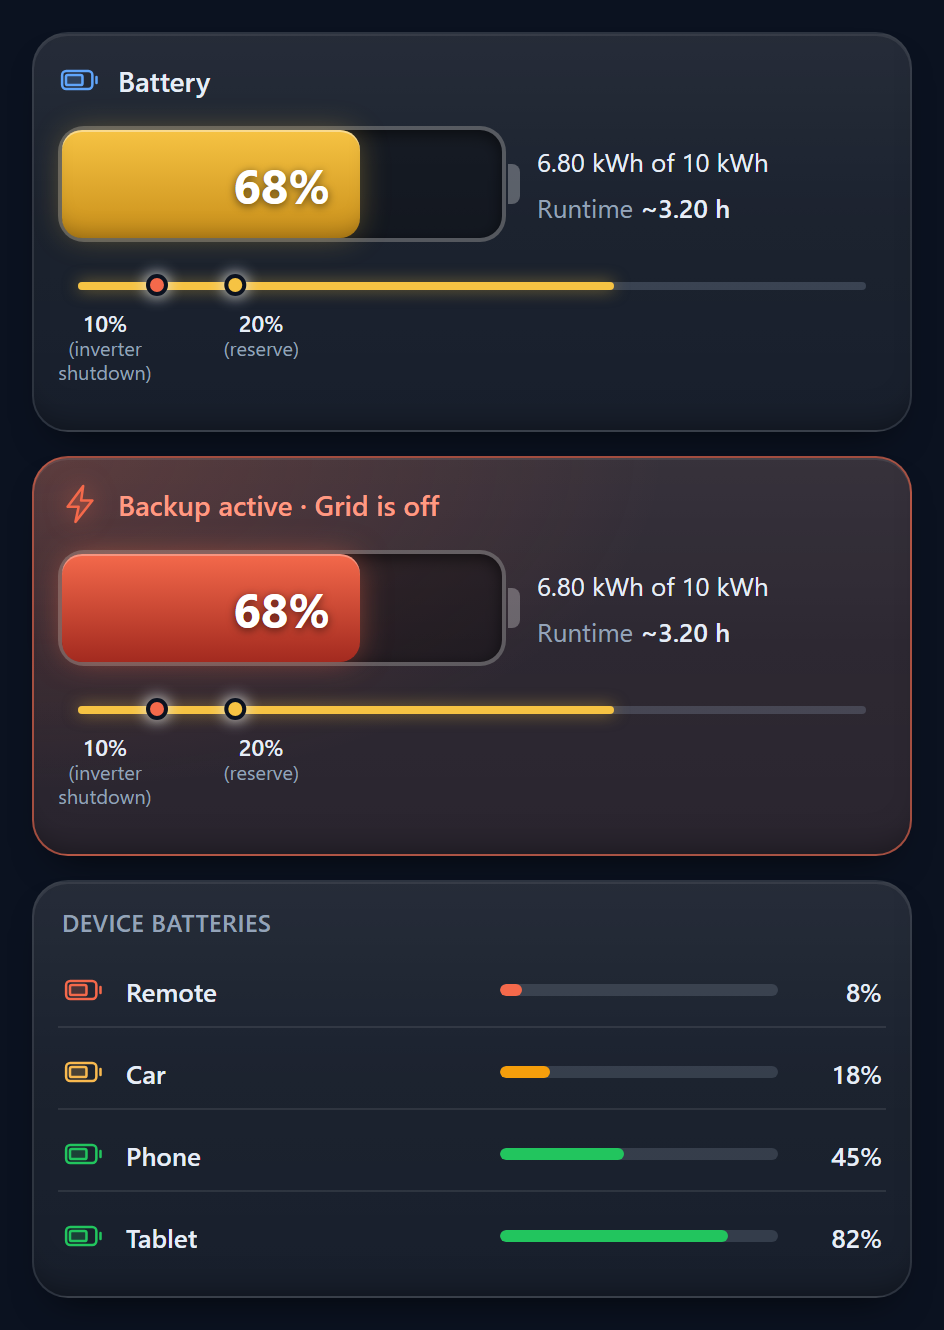 Battery
68%
6.80 kWh of 10 kWh
Runtime ~3.20 h
10%
(inverter
shutdown)
20%
(reserve)
Backup active · Grid is off
68%
6.80 kWh of 10 kWh
Runtime ~3.20 h
10%
(inverter
shutdown)
20%
(reserve)
DEVICE BATTERIES
Remote 8%
Car 18%
Phone 45%
Tablet 82%